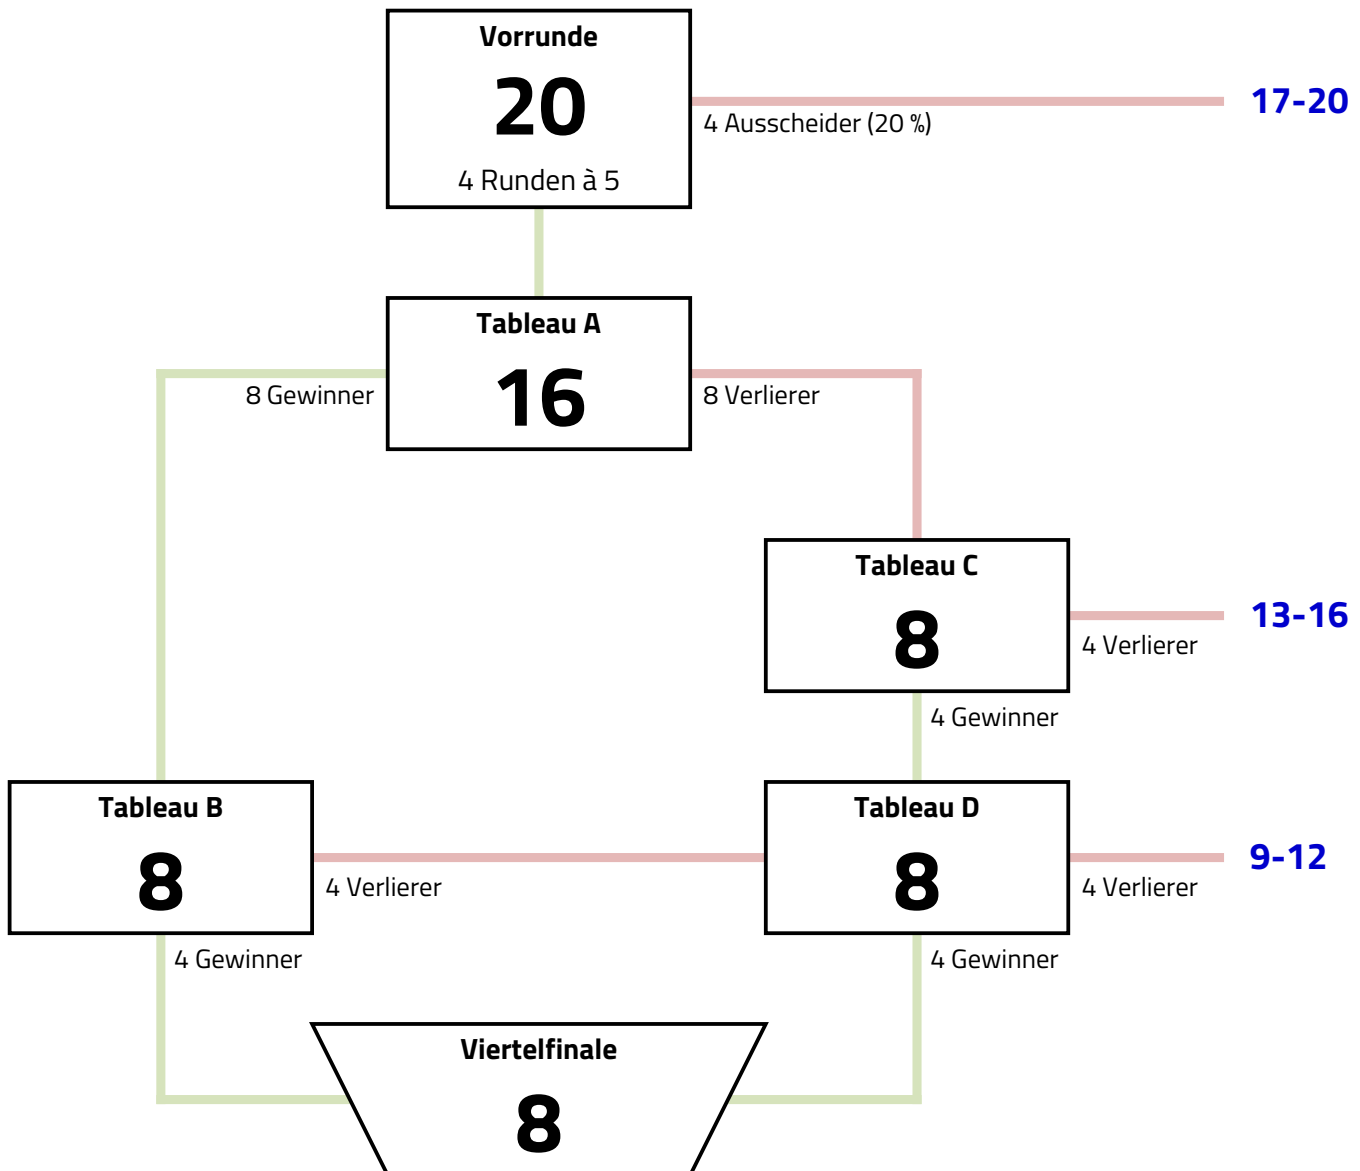 Vorrunde
20
4 Runden à 5
4 Ausscheider (20 %)
17-20
Tableau A
16
8 Gewinner
8 Verlierer
Tableau C
8
4 Verlierer
13-16
4 Gewinner
Tableau B
8
4 Verlierer
4 Gewinner
Tableau D
8
4 Verlierer
9-12
4 Gewinner
Viertelfinale
8